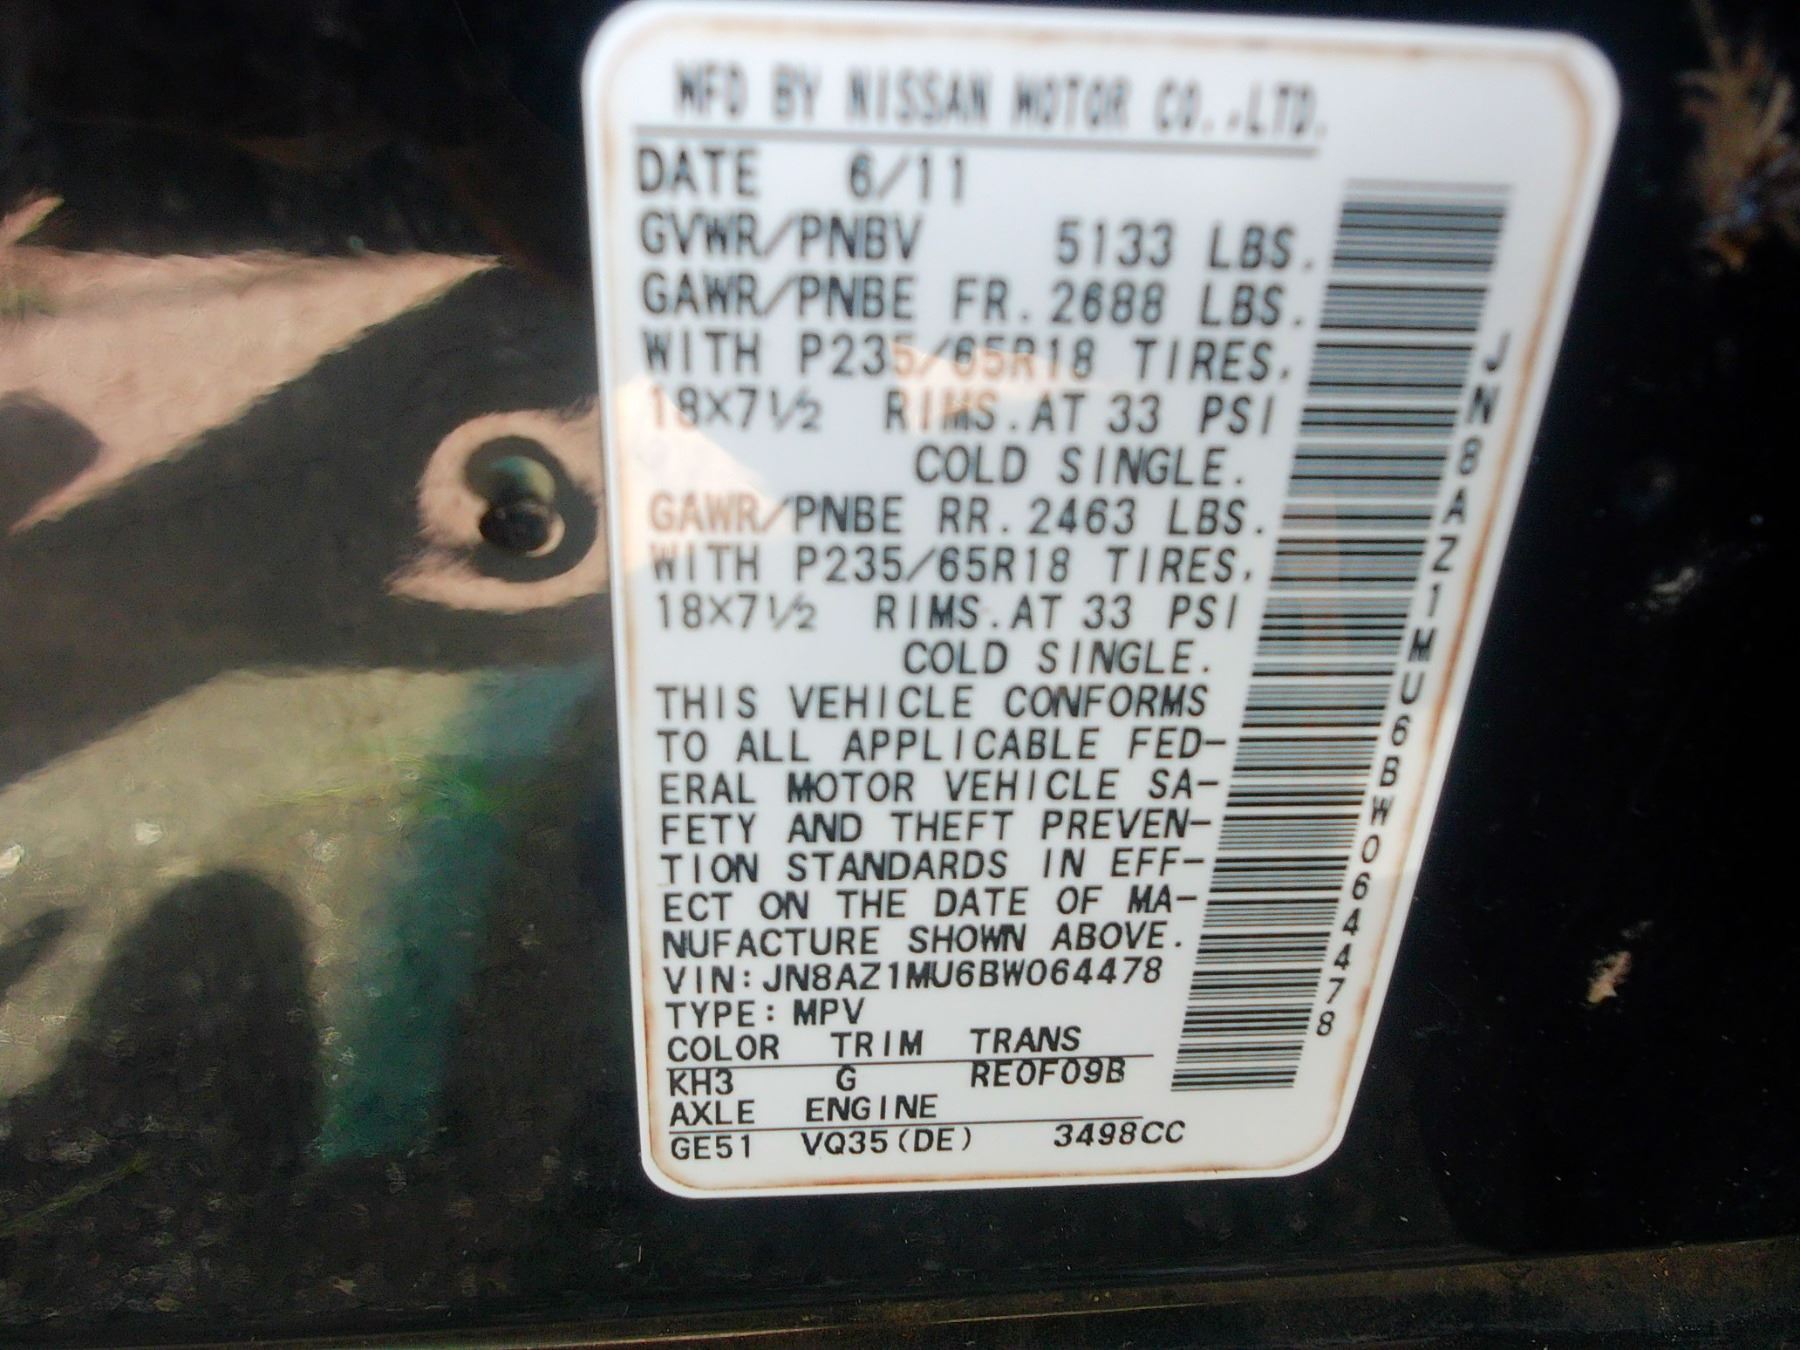 MFD BY NISSAN MOTOR CO.,LTD.
DATE 6/11
GVWR/PNBV 5133 LBS.
GAWR/PNBE FR. 2688 LBS.
WITH P235/65R18 TIRES,
18×7 1/2 RIMS.AT 33 PSI
COLD SINGLE.
GAWR/PNBE RR. 2463 LBS.
WITH P235/65R18 TIRES,
18×7 1/2 RIMS.AT 33 PSI
COLD SINGLE.
THIS VEHICLE CONFORMS
TO ALL APPLICABLE FED-
ERAL MOTOR VEHICLE SA-
FETY AND THEFT PREVEN-
TION STANDARDS IN EFF-
ECT ON THE DATE OF MA-
NUFACTURE SHOWN ABOVE.
VIN:JN8AZ1MU6BW064478
TYPE:MPV
COLOR TRIM TRANS
KH3 G RE0F09B
AXLE ENGINE
GE51 VQ35(DE) 3498CC
JN8AZ1MU6BW064478